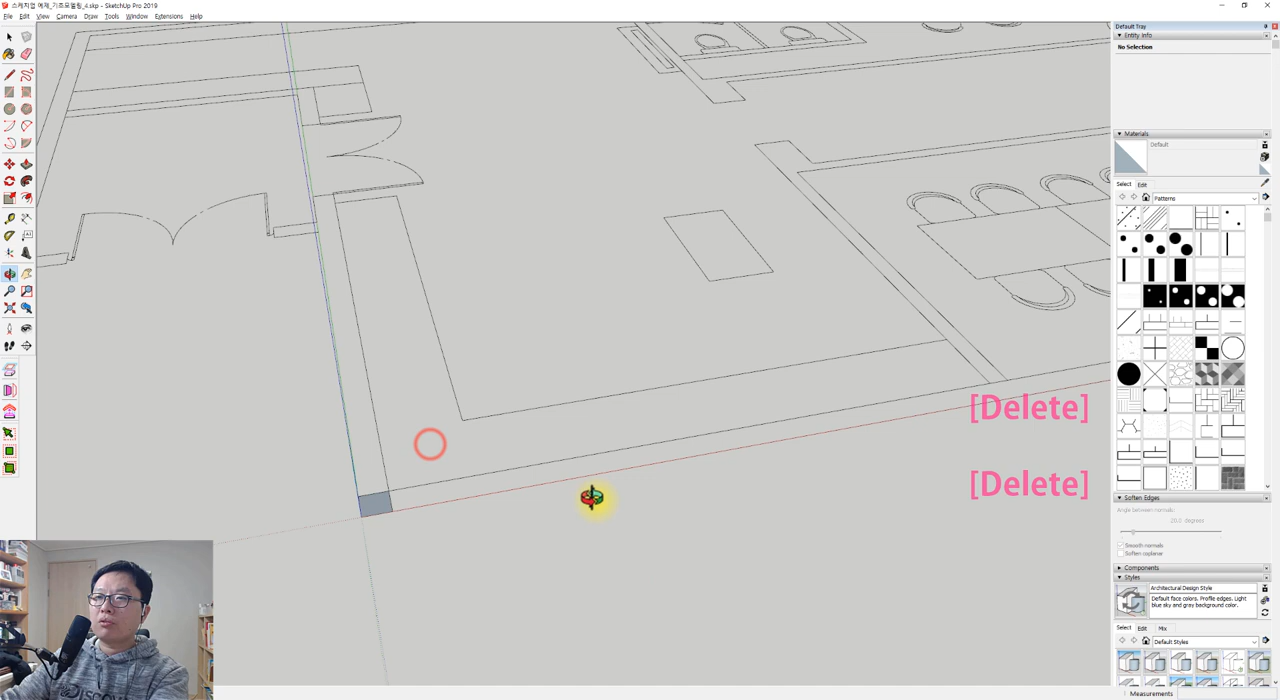 스케치업 예제_기초모델링_4.skp - SketchUp Pro 2019
File Edit View Camera Draw Tools Window Extensions Help
Default Tray
Entity Info
No Selection
Materials
Default
Select Edit
Patterns
[Delete]
[Delete]
Soften Edges
Angle between normals:
20.0 degrees
Smooth normals
Soften coplanar
Components
Styles
Architectural Design Style
Default face colors. Profile edges. Light
blue sky and gray background color.
Select Edit Mix
Default Styles
Measurements